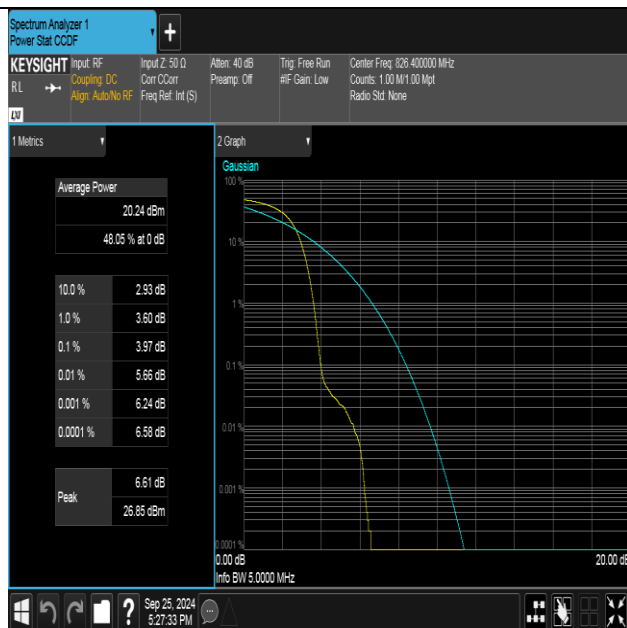 Spectrum Analyzer 1
Power Stat CCDF
+
KEYSIGHT Input: RF Input Z: 50 Ω Atten: 40 dB Trig: Free Run Center Freq: 826.400000 MHz
RL Coupling: DC Corr CCorr Preamp: Off #IF Gain: Low Counts: 1.00 M/1.00 Mpt
Align: Auto/No RF Freq Ref: Int (S) Radio Std: None
LXI
1 Metrics
2 Graph
Average Power
20.24 dBm
48.05 % at 0 dB
10.0 % 2.93 dB
1.0 % 3.60 dB
0.1 % 3.97 dB
0.01 % 5.66 dB
0.001 % 6.24 dB
0.0001 % 6.58 dB
Peak 6.61 dB
26.85 dBm
Gaussian
100 %
10 %
1 %
0.1 %
0.01 %
0.001 %
0.0001 %
0.00 dB 20.00 dB
Info BW 5.0000 MHz
? Sep 25, 2024
5:27:33 PM